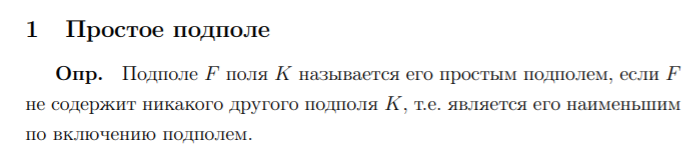 1 Простое подполе
Опр. Подполе F поля K называется его простым подполем, если F
не содержит никакого другого подполя K, т.е. является его наименьшим
по включению подполем.